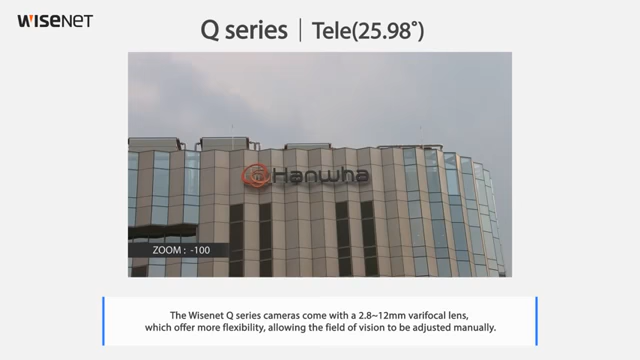 WISENET
Q series | Tele(25.98˚)
Hanwha
ZOOM : -100
The Wisenet Q series cameras come with a 2.8~12mm varifocal lens,
which offer more flexibility, allowing the field of vision to be adjusted manually.